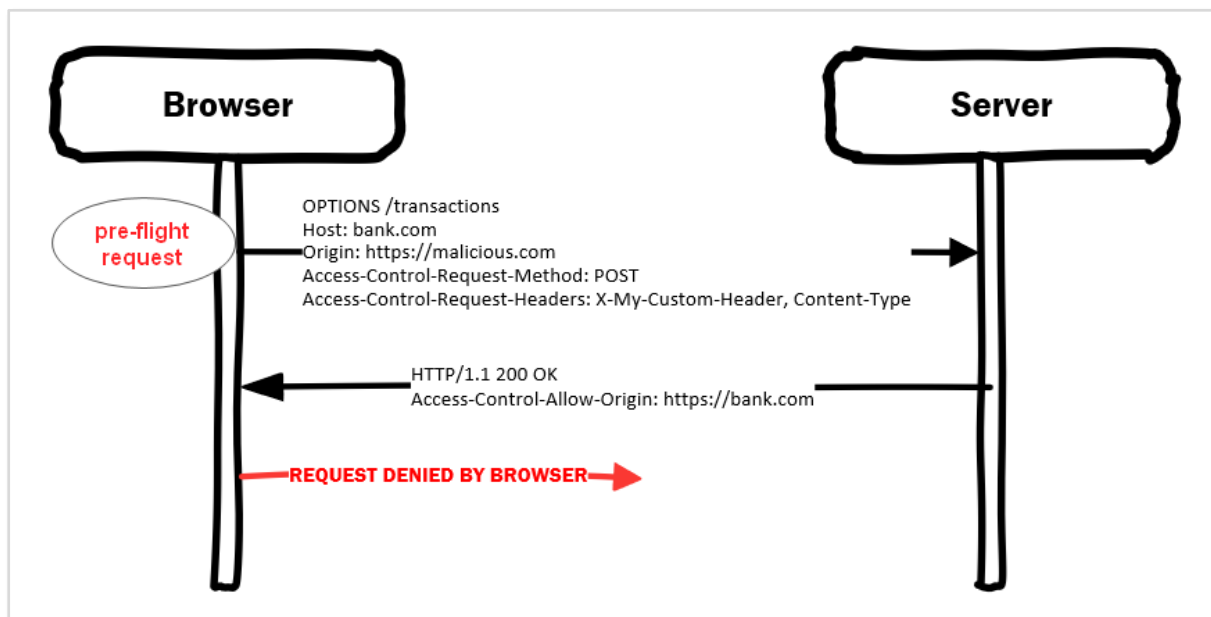 Browser
Server
pre-flight
request
OPTIONS /transactions
Host: bank.com
Origin: https://malicious.com
Access-Control-Request-Method: POST
Access-Control-Request-Headers: X-My-Custom-Header, Content-Type
HTTP/1.1 200 OK
Access-Control-Allow-Origin: https://bank.com
REQUEST DENIED BY BROWSER